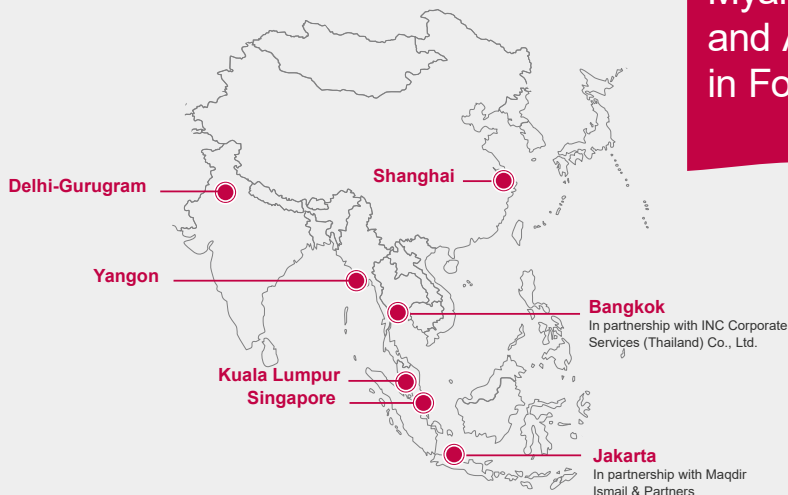 and
in
Delhi-Gurugram
Shanghai
Yangon
Bangkok
In partnership with INC Corporate
Services (Thailand) Co., Ltd.
Kuala Lumpur
Singapore
Jakarta
In partnership with Maqdir
Ismail & Partners